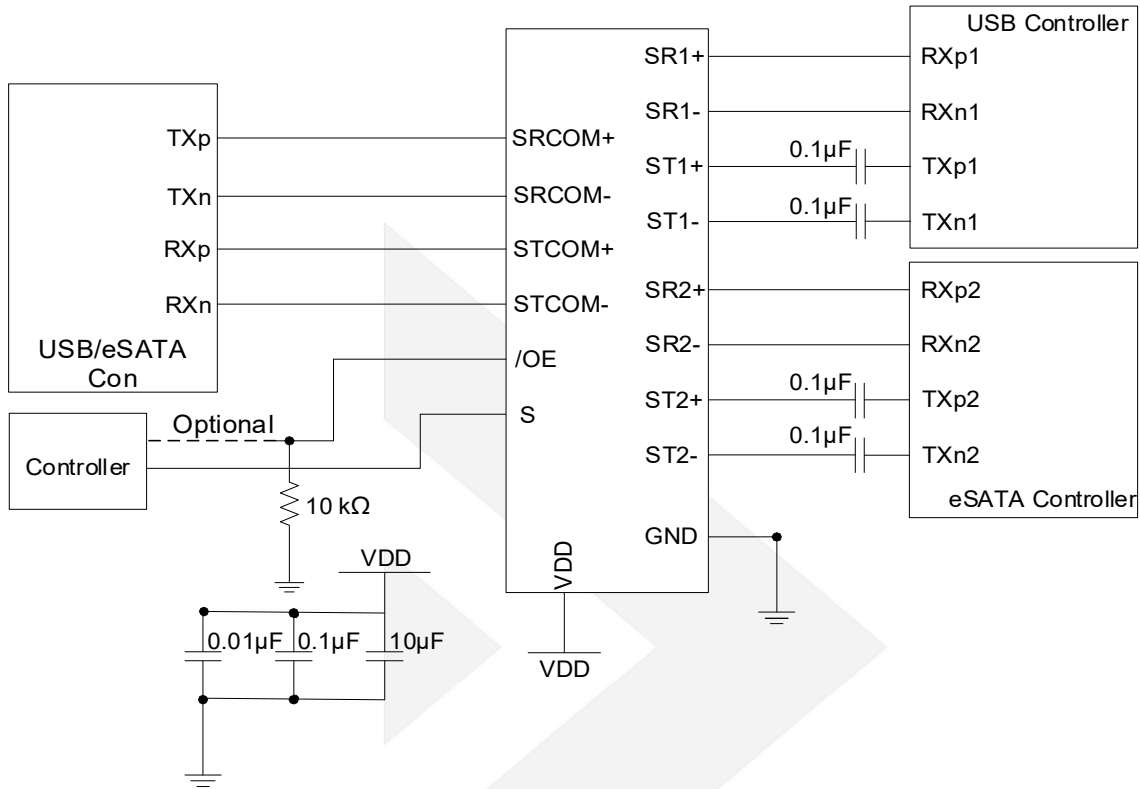 USB Controller
SR1+
RXp1
SR1-
RXn1
TXp
SRCOM+
0.1µF
ST1+
TXp1
TXn
SRCOM-
0.1µF
ST1-
TXn1
RXp
STCOM+
SR2+
RXp2
RXn
STCOM-
SR2-
RXn2
USB/eSATA
Con
/OE
0.1µF
ST2+
TXp2
Optional
S
0.1µF
ST2-
TXn2
Controller
eSATA Controller
10 kΩ
GND
VDD
VDD
0.01µF
0.1µF
10µF
VDD